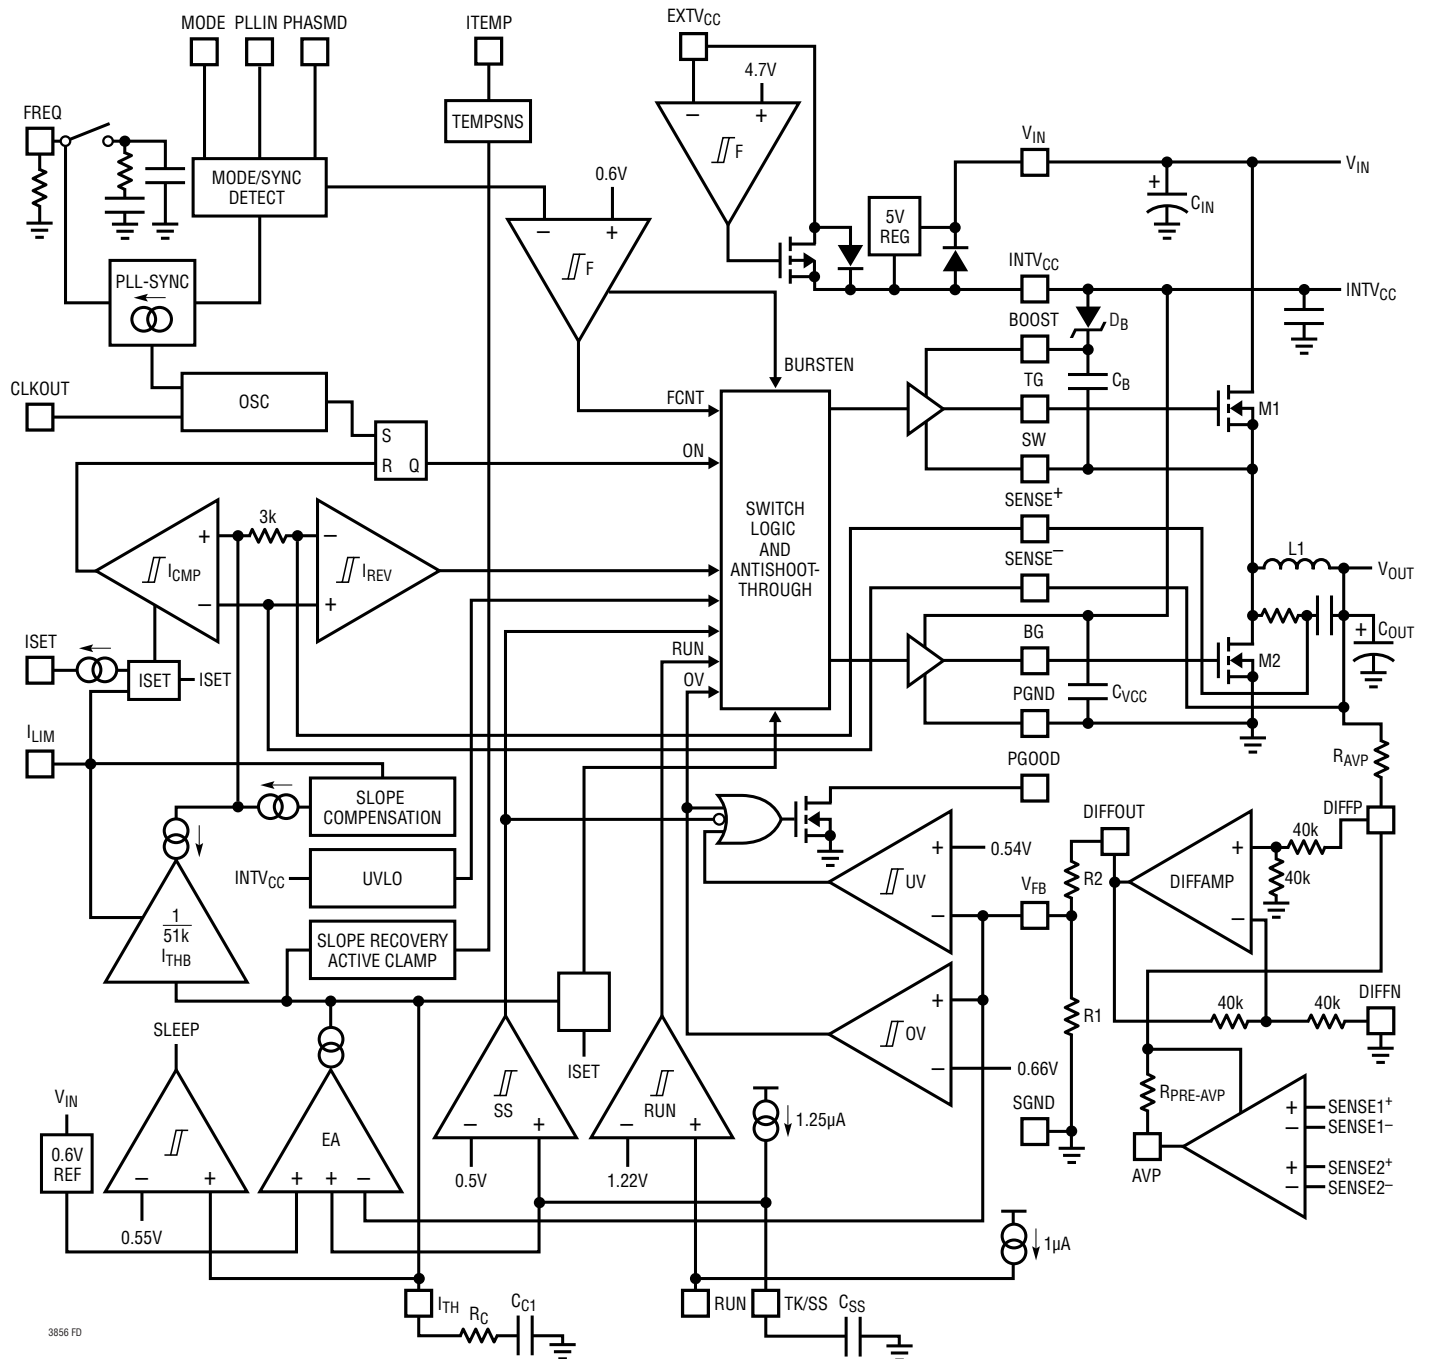 MODE PLLIN PHASMD
ITEMP
EXTVCC
4.7V
FREQ
TEMPSNS
MODE/SYNC
DETECT
− +
F
0.6V
− +
F
5V
REG
VIN
VIN
+
CIN
INTVCC
INTVCC
PLL-SYNC
BOOST
DB
BURSTEN
TG
CB
M1
CLKOUT
OSC
FCNT
S
R Q
ON
SW
SENSE+
SENSE−
SWITCH
LOGIC
AND
ANTISHOOT-
THROUGH
3k
+
ICMP
−
−
IREV
+
L1
VOUT
+
COUT
ISET
ISET
ISET
RUN
OV
BG
M2
CVCC
PGND
ILIM
SLOPE
COMPENSATION
PGOOD
RAVP
DIFFOUT
DIFFP
40k
40k
+
DIFFAMP
−
INTVCC
UVLO
+
UV
−
0.54V
VFB
R2
1
51k
ITHB
SLOPE RECOVERY
ACTIVE CLAMP
+
OV
−
0.66V
R1
40k
40k
DIFFN
SLEEP
ISET
SS
− +
0.5V
RUN
− +
1.22V
1.25µA
SGND
RPRE-AVP
AVP
+
−
+
−
SENSE1+
SENSE1−
SENSE2+
SENSE2−
VIN
0.6V
REF
− +
0.55V
EA
+ + −
1µA
ITH
RC
CC1
RUN
TK/SS
CSS
3856 FD